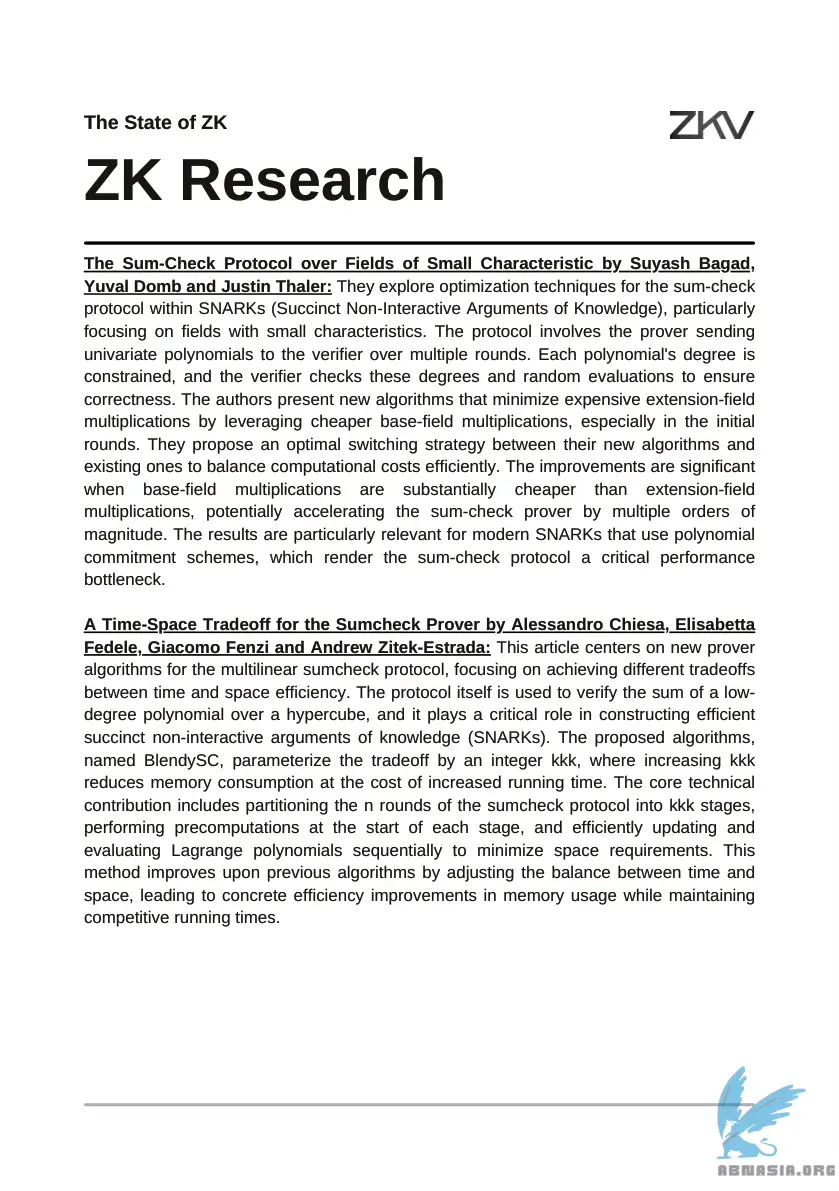 The State of ZK
ZKV
ZK Research
The Sum-Check Protocol over Fields of Small Characteristic by Suyash Bagad,
Yuval Domb and Justin Thaler: They explore optimization techniques for the sum-check
protocol within SNARKs (Succinct Non-Interactive Arguments of Knowledge), particularly
focusing on fields with small characteristics. The protocol involves the prover sending
univariate polynomials to the verifier over multiple rounds. Each polynomial's degree is
constrained, and the verifier checks these degrees and random evaluations to ensure
correctness. The authors present new algorithms that minimize expensive extension-field
multiplications by leveraging cheaper base-field multiplications, especially in the initial
rounds. They propose an optimal switching strategy between their new algorithms and
existing ones to balance computational costs efficiently. The improvements are significant
when base-field multiplications are substantially cheaper than extension-field
multiplications, potentially accelerating the sum-check prover by multiple orders of
magnitude. The results are particularly relevant for modern SNARKs that use polynomial
commitment schemes, which render the sum-check protocol a critical performance
bottleneck.
A Time-Space Tradeoff for the Sumcheck Prover by Alessandro Chiesa, Elisabetta
Fedele, Giacomo Fenzi and Andrew Zitek-Estrada: This article centers on new prover
algorithms for the multilinear sumcheck protocol, focusing on achieving different tradeoffs
between time and space efficiency. The protocol itself is used to verify the sum of a low-
degree polynomial over a hypercube, and it plays a critical role in constructing efficient
succinct non-interactive arguments of knowledge (SNARKs). The proposed algorithms,
named BlendySC, parameterize the tradeoff by an integer kkk, where increasing kkk
reduces memory consumption at the cost of increased running time. The core technical
contribution includes partitioning the n rounds of the sumcheck protocol into kkk stages,
performing precomputations at the start of each stage, and efficiently updating and
evaluating Lagrange polynomials sequentially to minimize space requirements. This
method improves upon previous algorithms by adjusting the balance between time and
space, leading to concrete efficiency improvements in memory usage while maintaining
competitive running times.
ABNASIA.ORG